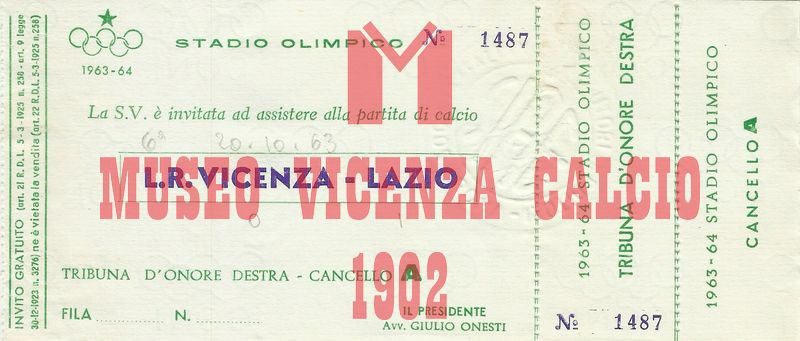 INVITO GRATUITO (art. 21 R.D.L. 5-3-1925 n. 258 - art. 9 legge
30-12-1923 n. 3276) ne è vietata la vendita (art. 22 R.D.L. 5-3-1925 n. 258)
1963-64
STADIO OLIMPICO No 1487
La S.V. è invitata ad assistere alla partita di calcio
6a 20.10.63
L.R. VICENZA - LAZIO
0 1
TRIBUNA D'ONORE DESTRA - CANCELLO A
FILA N.
IL PRESIDENTE
Avv. GIULIO ONESTI
1963-64 STADIO OLIMPICO
TRIBUNA D'ONORE DESTRA
No 1487
1963-64 STADIO OLIMPICO
CANCELLO A
M
MUSEO VICENZA CALCIO
1902